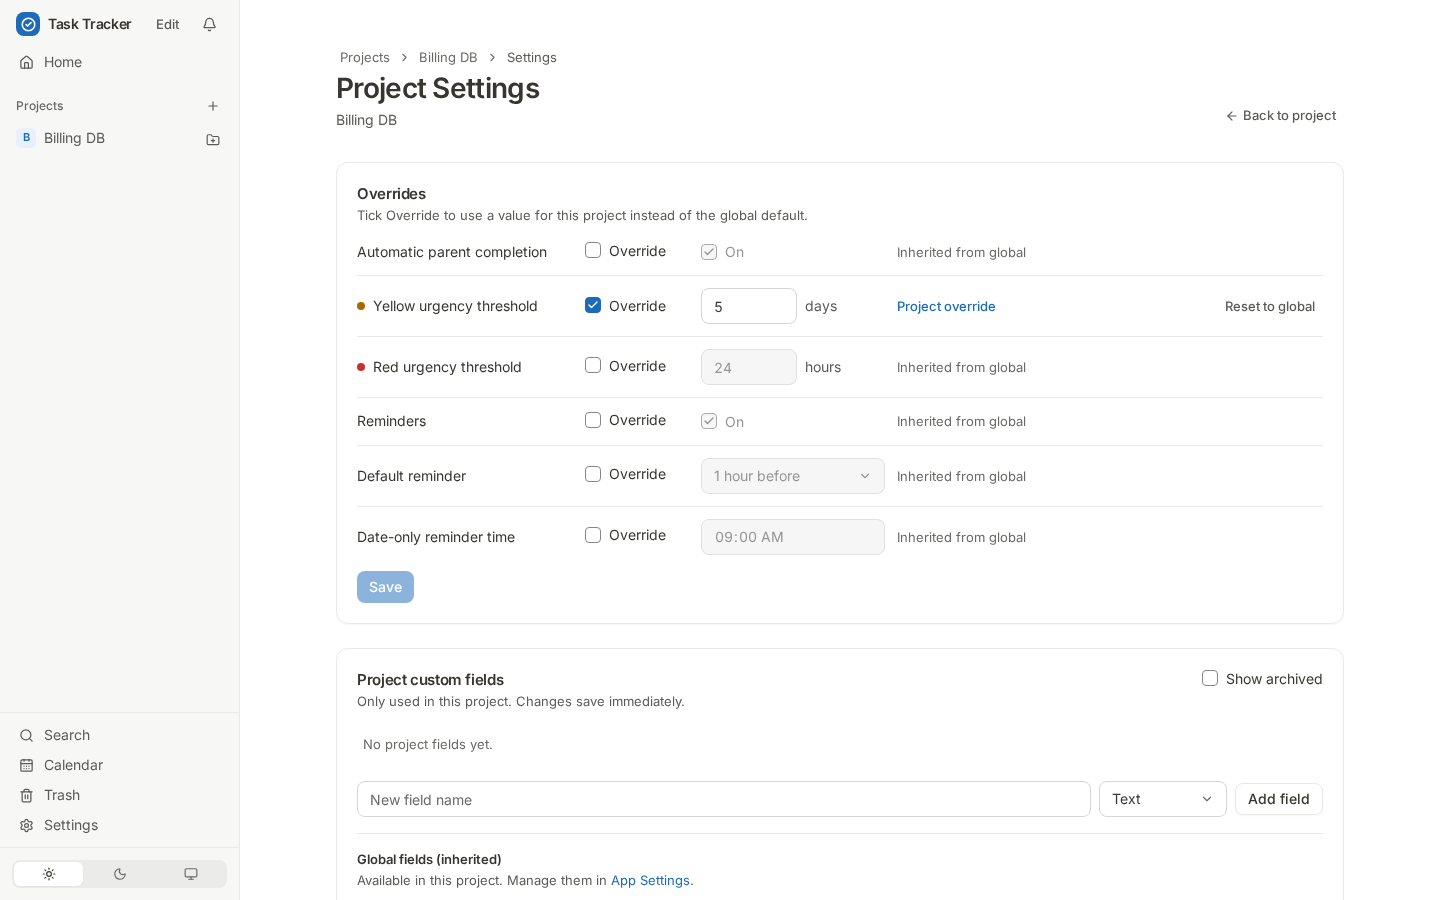 Task Tracker
Edit
Home
Projects
B
Billing DB
Search
Calendar
Trash
Settings
Projects > Billing DB > Settings
Project Settings
Billing DB
← Back to project
Overrides
Tick Override to use a value for this project instead of the global default.
Automatic parent completion Override On Inherited from global
Yellow urgency threshold Override 5 days Project override Reset to global
Red urgency threshold Override 24 hours Inherited from global
Reminders Override On Inherited from global
Default reminder Override 1 hour before Inherited from global
Date-only reminder time Override 09:00 AM Inherited from global
Save
Project custom fields
Show archived
Only used in this project. Changes save immediately.
No project fields yet.
New field name Text Add field
Global fields (inherited)
Available in this project. Manage them in App Settings.